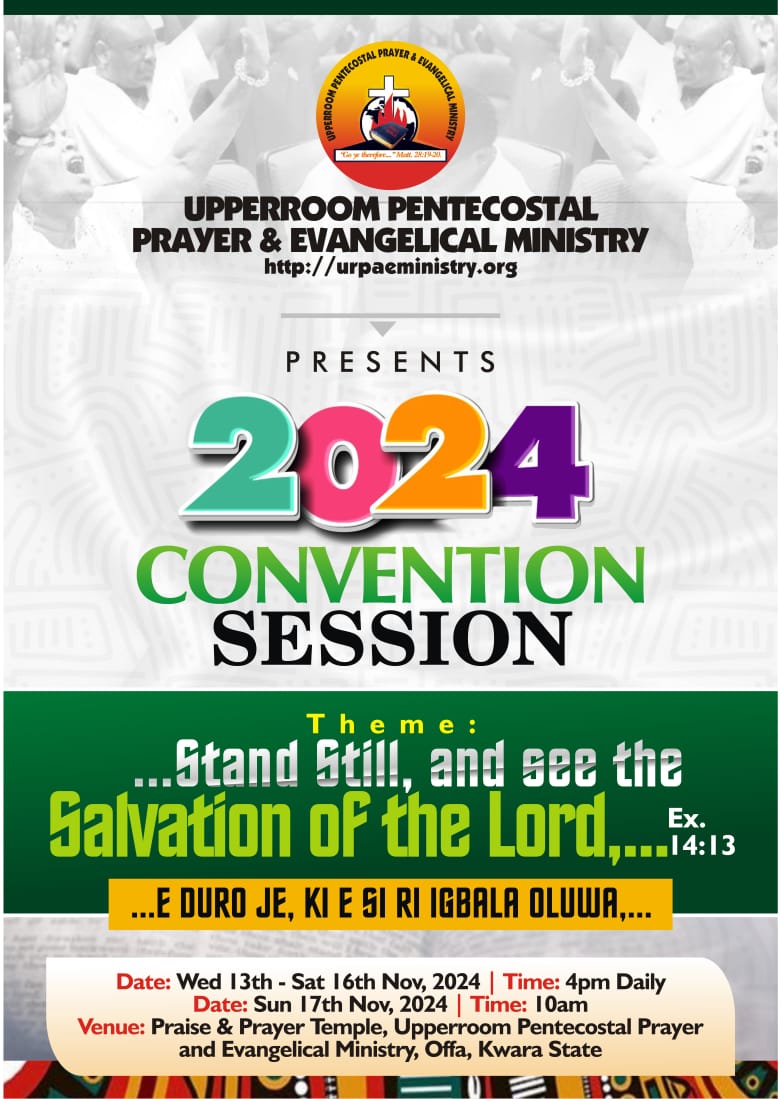 UPPERROOM PENTECOSTAL PRAYER & EVANGELICAL MINISTRY
"Go ye therefore...." Matt. 28:19-20.
UPPERROOM PENTECOSTAL
PRAYER & EVANGELICAL MINISTRY
http://urpaeministry.org
PRESENTS
2024
CONVENTION
SESSION
Theme:
...Stand Still, and see the
Salvation of the Lord,...Ex. 14:13
...E DURO JE, KI E SI RI IGBALA OLUWA,...
Date: Wed 13th - Sat 16th Nov, 2024 | Time: 4pm Daily
Date: Sun 17th Nov, 2024 | Time: 10am
Venue: Praise & Prayer Temple, Upperroom Pentecostal Prayer
and Evangelical Ministry, Offa, Kwara State